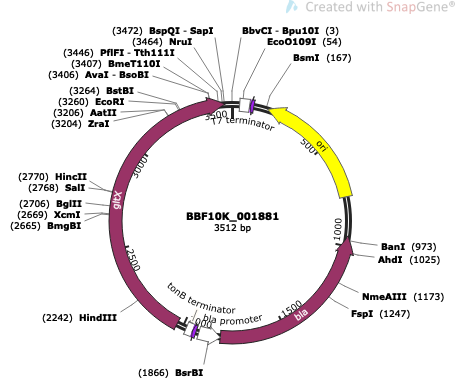 Created with SnapGene®
(3472) BspQI - SapI
(3464) NruI
(3446) PflFI - Tth111I
(3407) BmeT110I
(3406) AvaI - BsoBI
(3264) BstBI
(3260) EcoRI
(3206) AatII
(3204) ZraI
BbvCI - Bpu10I (3)
EcoO109I (54)
BsmI (167)
3500
T7 terminator
ori
500
3000
gltX
(2770) HincII
(2768) SalI
(2706) BglII
(2669) XcmI
(2665) BmgBI
BBF10K_001881
3512 bp
1000
BanI (973)
AhdI (1025)
2500
NmeAIII (1173)
FspI (1247)
tonB terminator
bla promoter
2000
1500
bla
(2242) HindIII
(1866) BsrBI